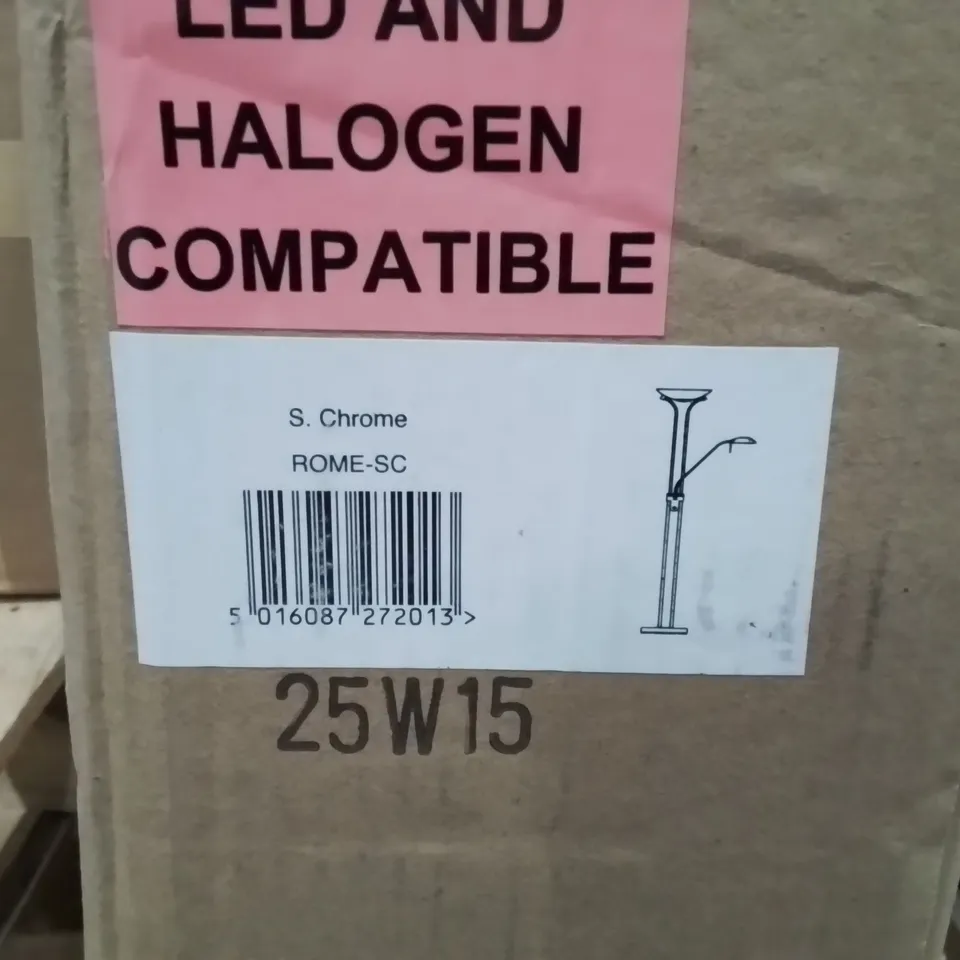 LED AND
HALOGEN
COMPATIBLE
S. Chrome
ROME-SC
5 016087 272013 >
25W15